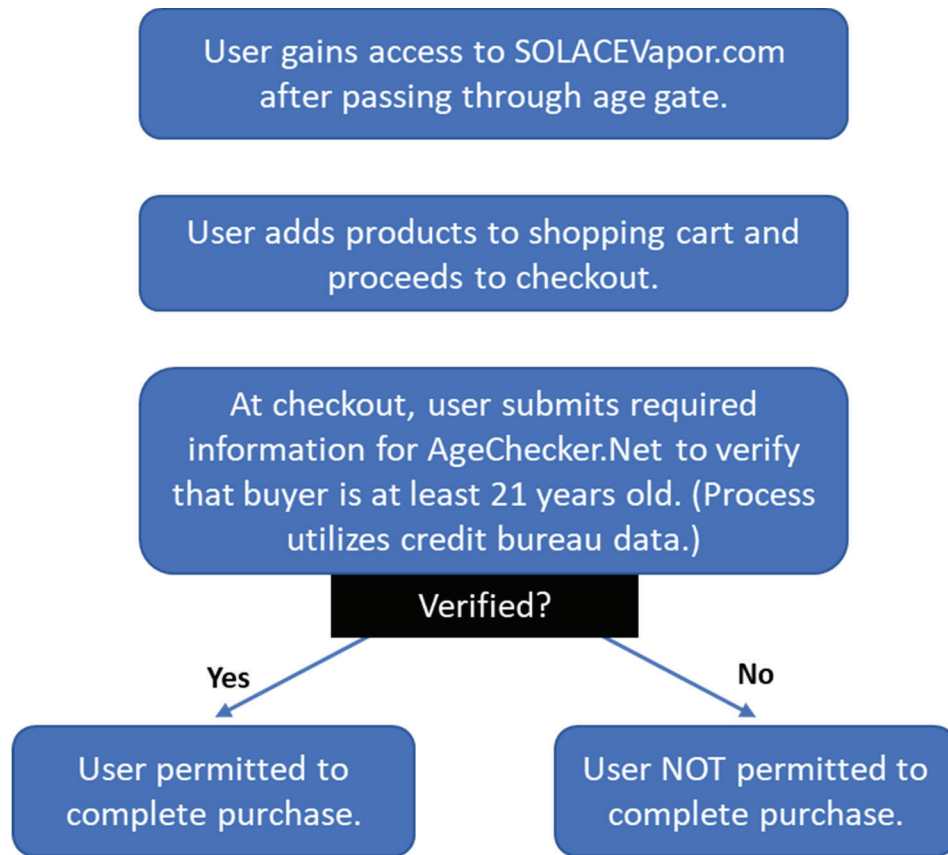 User gains access to SOLACEVapor.com
after passing through age gate.
User adds products to shopping cart and
proceeds to checkout.
At checkout, user submits required
information for AgeChecker.Net to verify
that buyer is at least 21 years old. (Process
utilizes credit bureau data.)
Verified?
Yes
No
User permitted to
complete purchase.
User NOT permitted to
complete purchase.